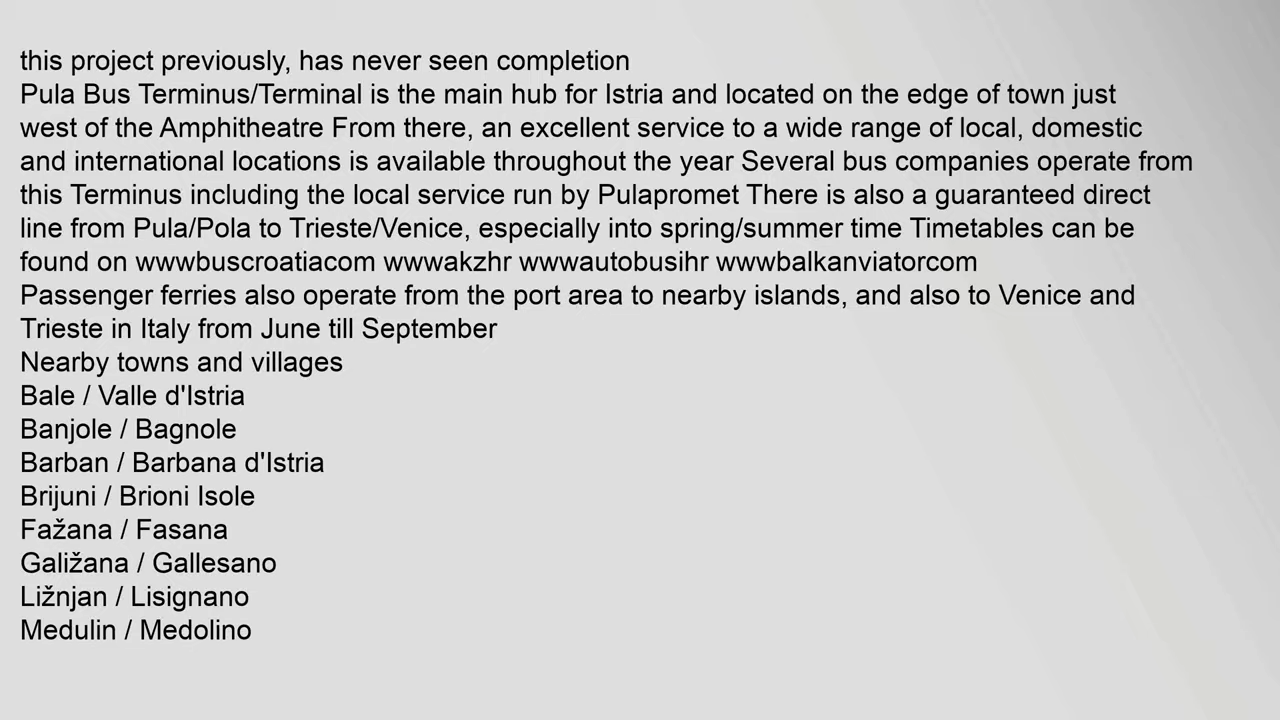 this project previously, has never seen completion
Pula Bus Terminus/Terminal is the main hub for Istria and located on the edge of town just
west of the Amphitheatre From there, an excellent service to a wide range of local, domestic
and international locations is available throughout the year Several bus companies operate from
this Terminus including the local service run by Pulapromet There is also a guaranteed direct
line from Pula/Pola to Trieste/Venice, especially into spring/summer time Timetables can be
found on wwwbuscroatiacom wwwakzhr wwwautobusihr wwwbalkanviatorcom
Passenger ferries also operate from the port area to nearby islands, and also to Venice and
Trieste in Italy from June till September
Nearby towns and villages
Bale / Valle d'Istria
Banjole / Bagnole
Barban / Barbana d'Istria
Brijuni / Brioni Isole
Fažana / Fasana
Galižana / Gallesano
Ližnjan / Lisignano
Medulin / Medolino